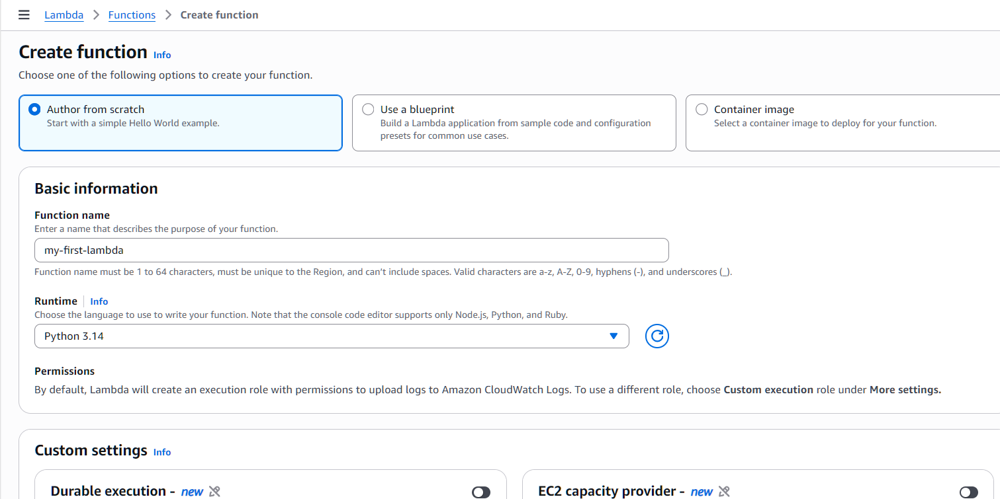 Lambda > Functions > Create function
Create function Info
Choose one of the following options to create your function.
Author from scratch
Start with a simple Hello World example.
Use a blueprint
Build a Lambda application from sample code and configuration
presets for common use cases.
Container image
Select a container image to deploy for your function.
Basic information
Function name
Enter a name that describes the purpose of your function.
my-first-lambda
Function name must be 1 to 64 characters, must be unique to the Region, and can’t include spaces. Valid characters are a-z, A-Z, 0-9, hyphens (-), and underscores (_).
Runtime | Info
Choose the language to use to write your function. Note that the console code editor supports only Node.js, Python, and Ruby.
Python 3.14
Permissions
By default, Lambda will create an execution role with permissions to upload logs to Amazon CloudWatch Logs. To use a different role, choose Custom execution role under More settings.
Custom settings Info
Durable execution - new
EC2 capacity provider - new